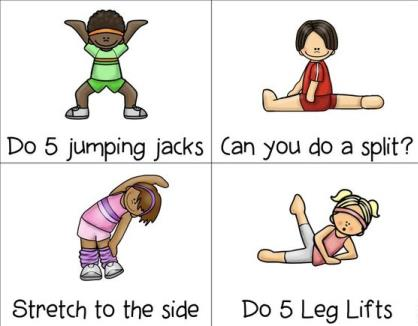 Do 5 jumping jacks
Can you do a split?
Stretch to the side
Do 5 Leg Lifts